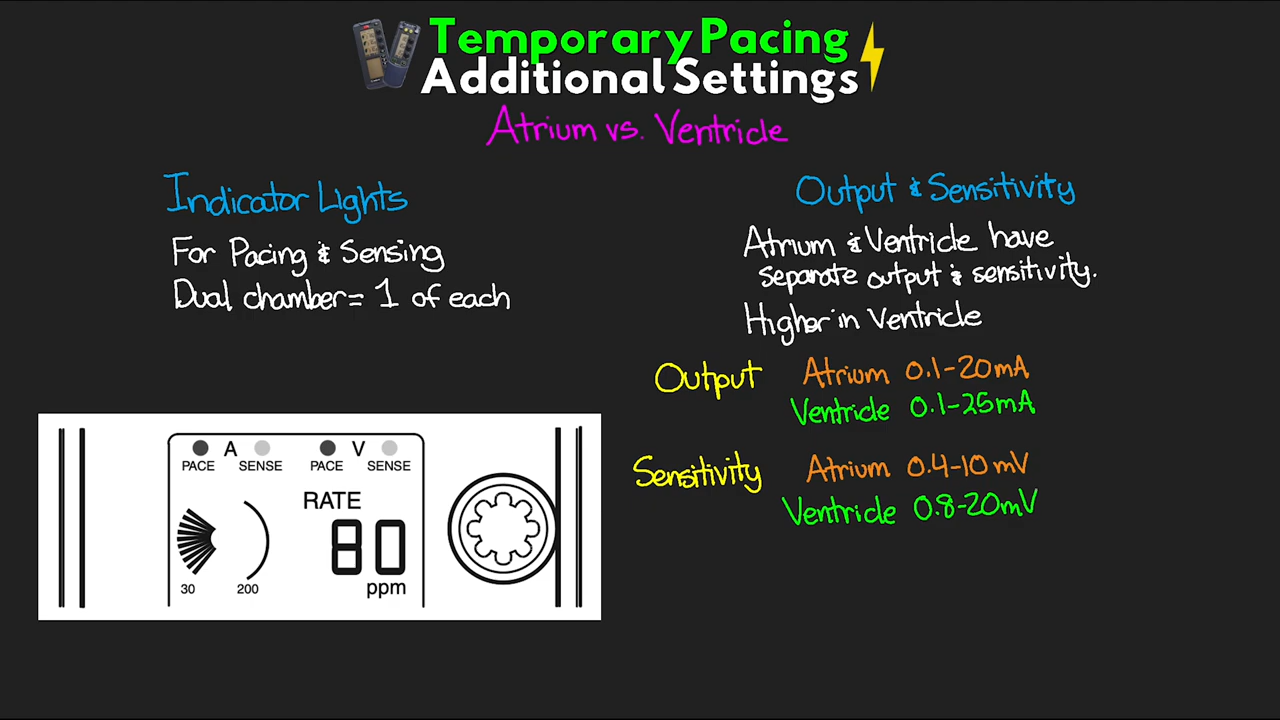 Temporary Pacing
Additional Settings
Atrium vs. Ventricle
Indicator Lights
For Pacing & Sensing
Dual chamber = 1 of each
Output & Sensitivity
Atrium & Ventricle have
separate output & sensitivity.
Higher in Ventricle
Output Atrium 0.1-20mA
Ventricle 0.1-25mA
Sensitivity Atrium 0.4-10mV
Ventricle 0.8-20mV
A V
PACE SENSE PACE SENSE
RATE
80
30 200 ppm